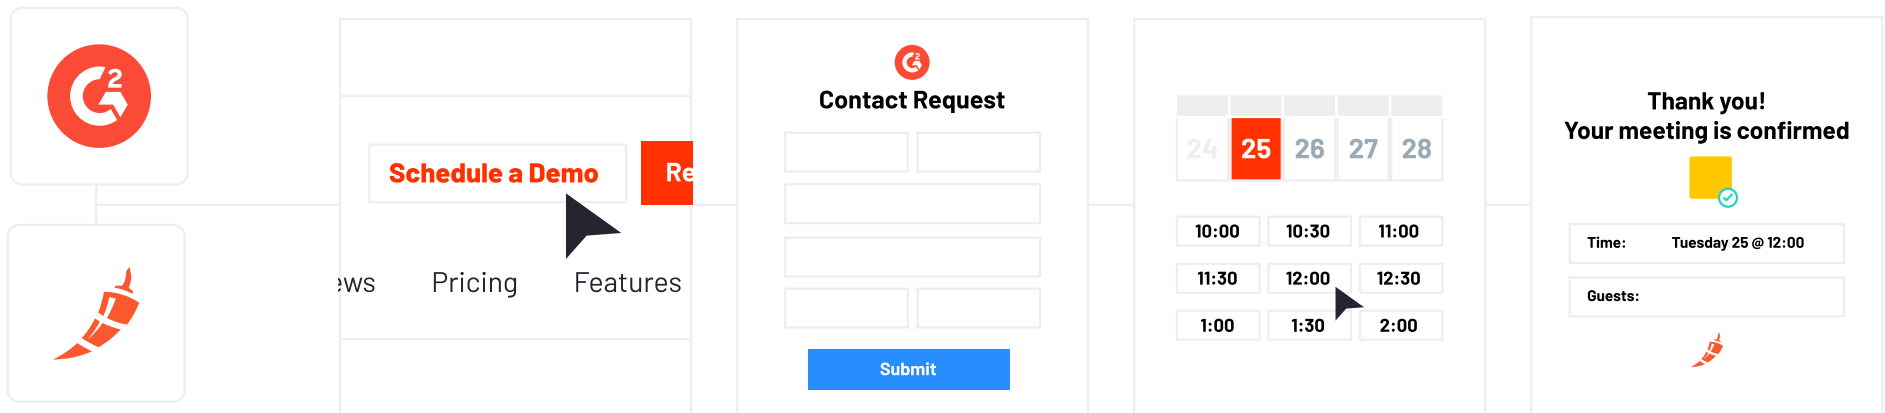 G2
Schedule a Demo
Re
ews
Pricing
Features
G2
Contact Request
Submit
24 25 26 27 28
10:00 10:30 11:00
11:30 12:00 12:30
1:00 1:30 2:00
Thank you!
Your meeting is confirmed
Time: Tuesday 25 @ 12:00
Guests: